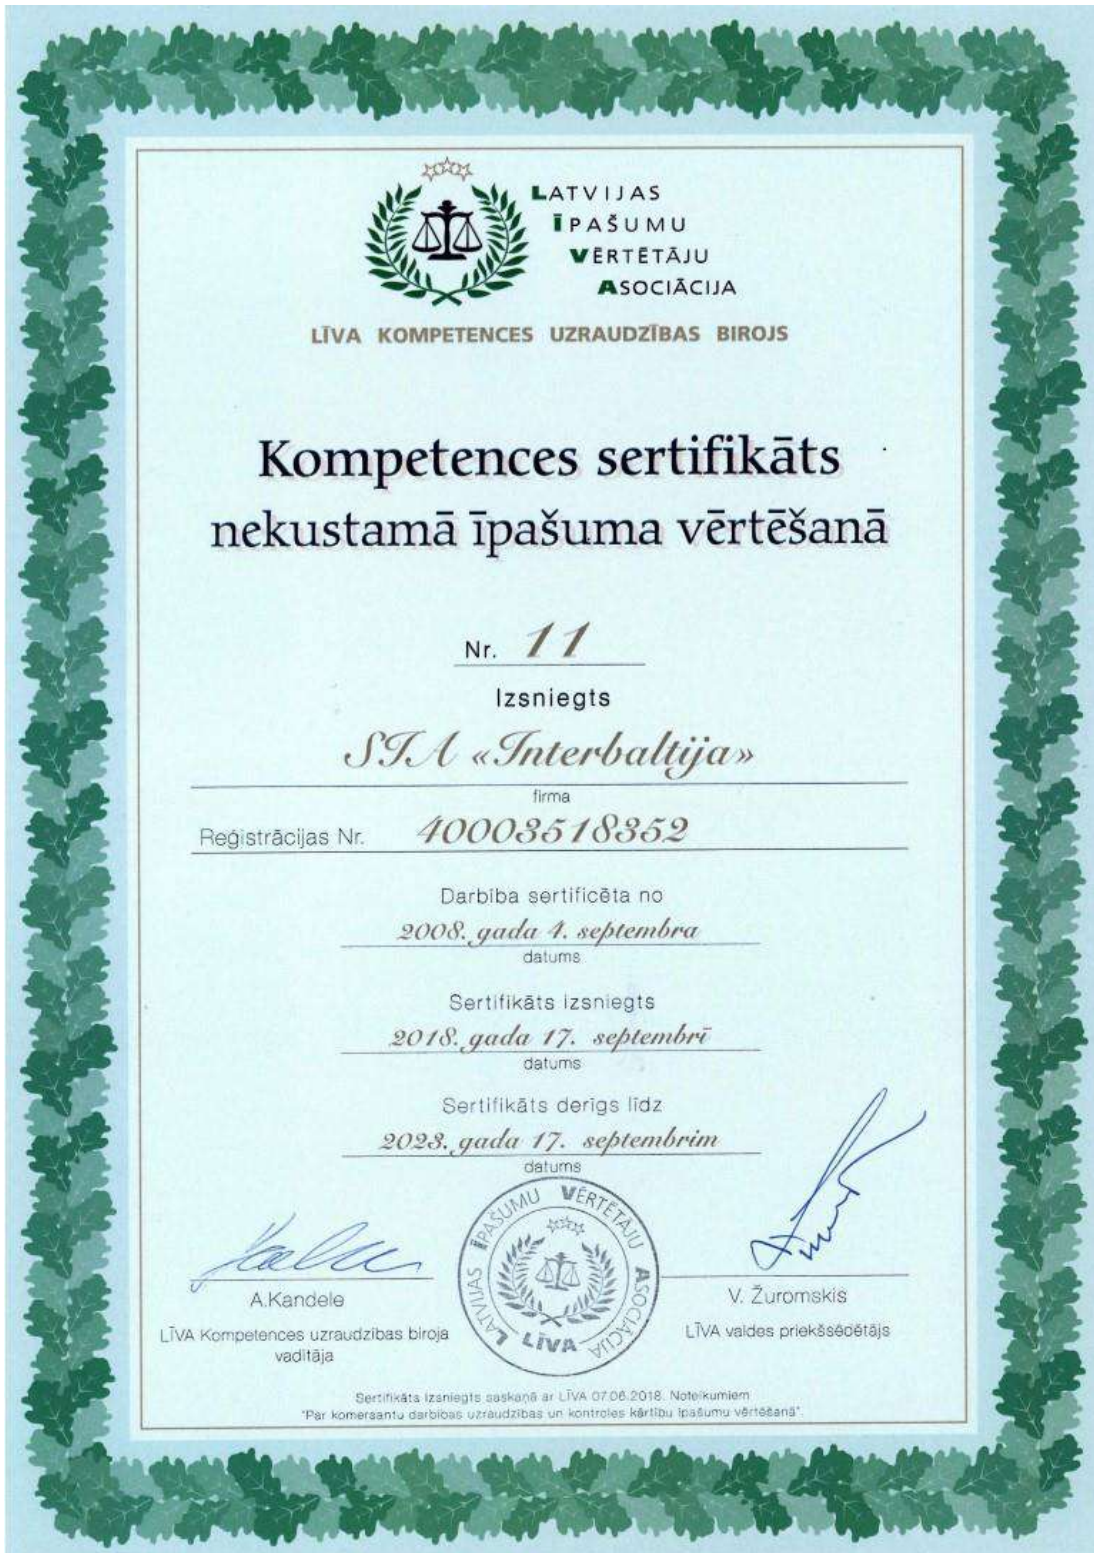 LATVIJAS
ĪPAŠUMU
VĒRTĒTĀJU
ASOCIĀCIJA
LĪVA KOMPETENCES UZRAUDZĪBAS BIROJS
Kompetences sertifikāts
nekustamā īpašuma vērtēšanā
Nr. 11
Izsniegts
SIA «Interbaltija»
firma
Reģistrācijas Nr. 40003518352
Darbība sertificēta no
2008. gada 4. septembra
datums
Sertifikāts izsniegts
2018. gada 17. septembrī
datums
Sertifikāts derīgs līdz
2023. gada 17. septembrim
datums
LATVIJAS ĪPAŠUMU VĒRTĒTĀJU ASOCIĀCIJA
LĪVA
A.Kandele
V. Žuromskis
LĪVA Kompetences uzraudzības biroja
vadītāja
LĪVA valdes priekšsēdētājs
Sertifikāts izsniegts saskaņā ar LĪVA 07.06.2018. Noteikumiem
"Par komersantu darbības uzraudzības un kontroles kārtību īpašumu vērtēšanā".